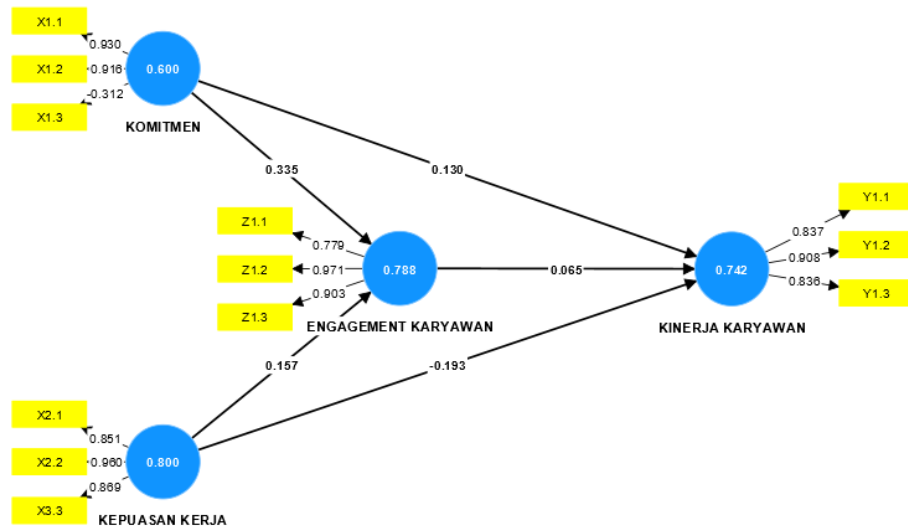 X1.1
0.930
X1.2
0.916
0.600
-0.312
X1.3
KOMITMEN
0.335
0.130
Z1.1
0.779
Z1.2
0.971
0.788
Z1.3
0.903
ENGAGEMENT KARYAWAN
0.065
Y1.1
0.837
Y1.2
0.908
0.742
0.836
Y1.3
KINERJA KARYAWAN
0.157
-0.193
X2.1
0.851
X2.2
0.960
0.800
0.869
X3.3
KEPUASAN KERJA